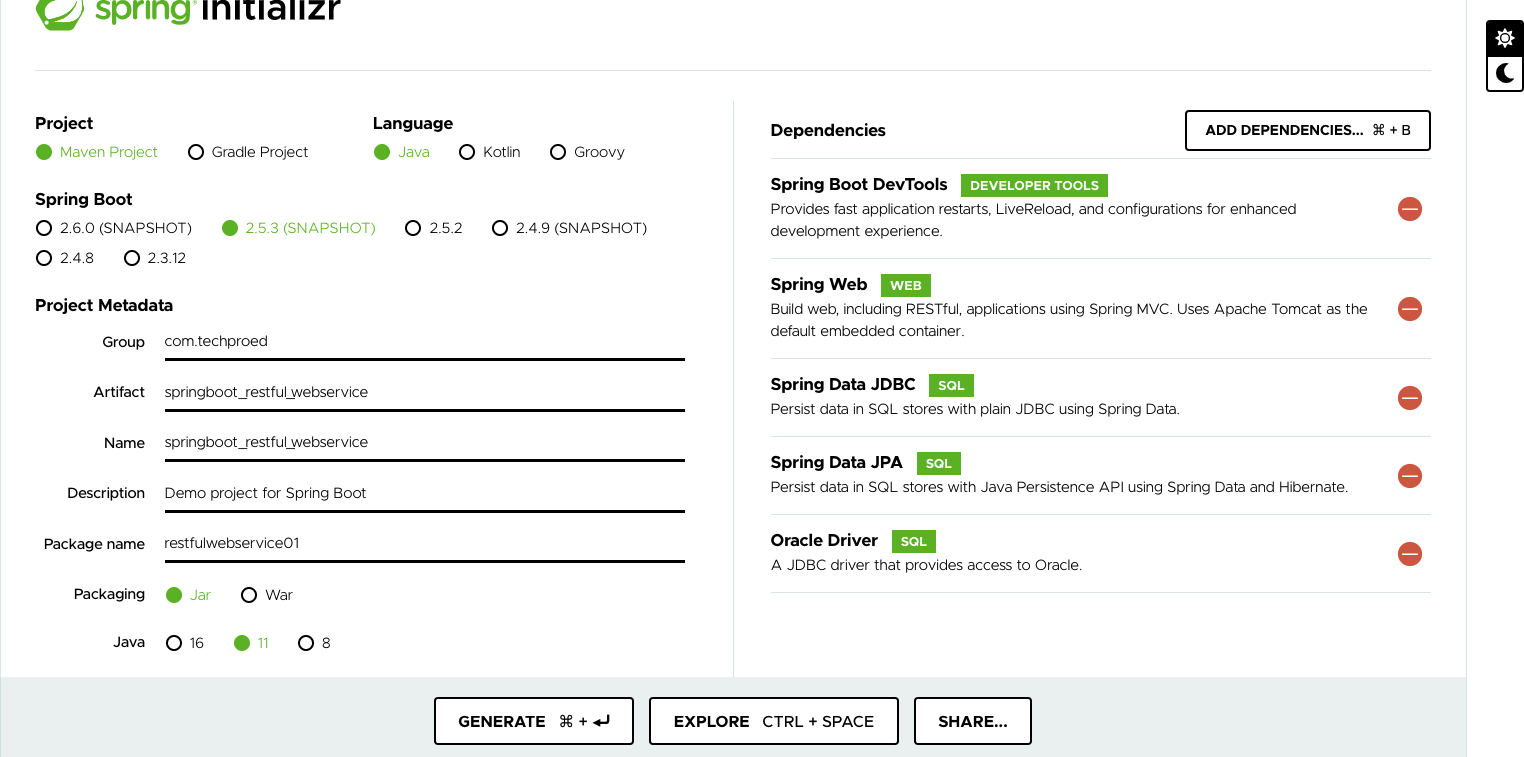 spring initializr
Project
Maven Project Gradle Project
Language
Java Kotlin Groovy
Spring Boot
2.6.0 (SNAPSHOT) 2.5.3 (SNAPSHOT) 2.5.2 2.4.9 (SNAPSHOT)
2.4.8 2.3.12
Project Metadata
Group com.techproed
Artifact springboot_restful_webservice
Name springboot_restful_webservice
Description Demo project for Spring Boot
Package name restfulwebservice01
Packaging Jar War
Java 16 11 8
Dependencies ADD DEPENDENCIES... ⌘ + B
Spring Boot DevTools DEVELOPER TOOLS
Provides fast application restarts, LiveReload, and configurations for enhanced
development experience.
Spring Web WEB
Build web, including RESTful, applications using Spring MVC. Uses Apache Tomcat as the
default embedded container.
Spring Data JDBC SQL
Persist data in SQL stores with plain JDBC using Spring Data.
Spring Data JPA SQL
Persist data in SQL stores with Java Persistence API using Spring Data and Hibernate.
Oracle Driver SQL
A JDBC driver that provides access to Oracle.
GENERATE ⌘ + ⏎ EXPLORE CTRL + SPACE SHARE...